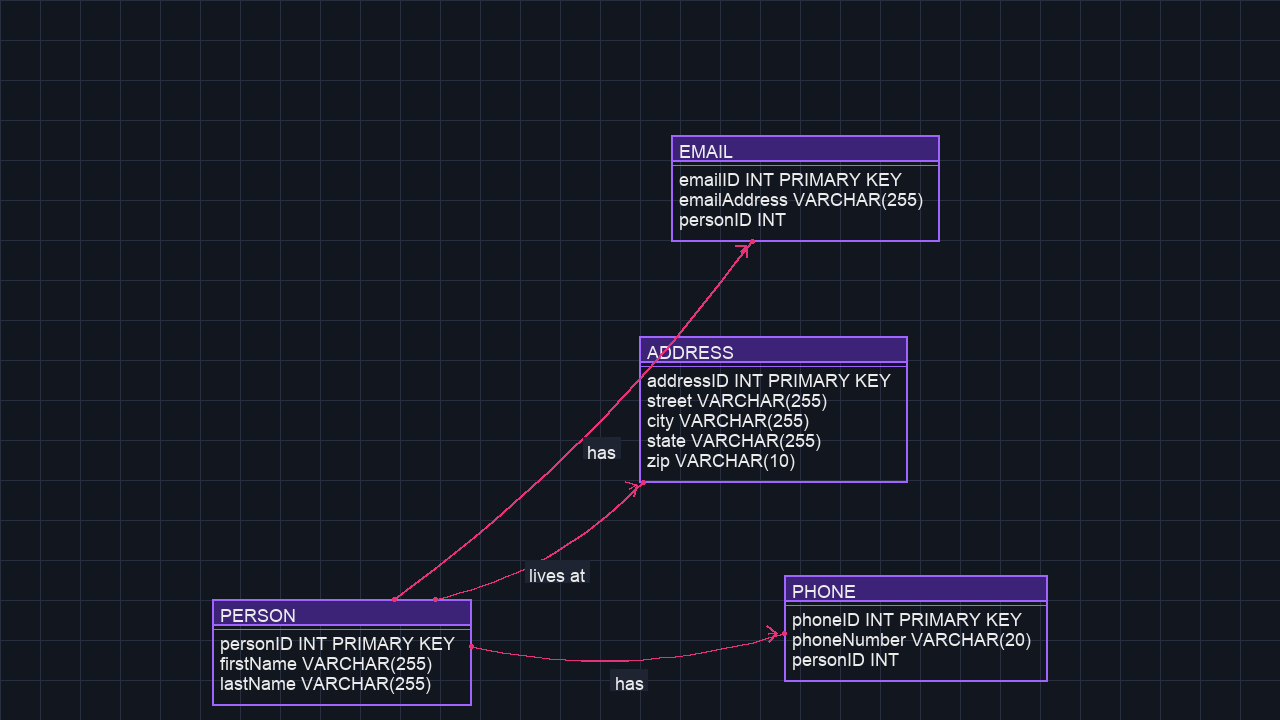 EMAIL
emailID INT PRIMARY KEY
emailAddress VARCHAR(255)
personID INT
ADDRESS
addressID INT PRIMARY KEY
street VARCHAR(255)
city VARCHAR(255)
state VARCHAR(255)
zip VARCHAR(10)
has
lives at
PERSON
personID INT PRIMARY KEY
firstName VARCHAR(255)
lastName VARCHAR(255)
has
PHONE
phoneID INT PRIMARY KEY
phoneNumber VARCHAR(20)
personID INT